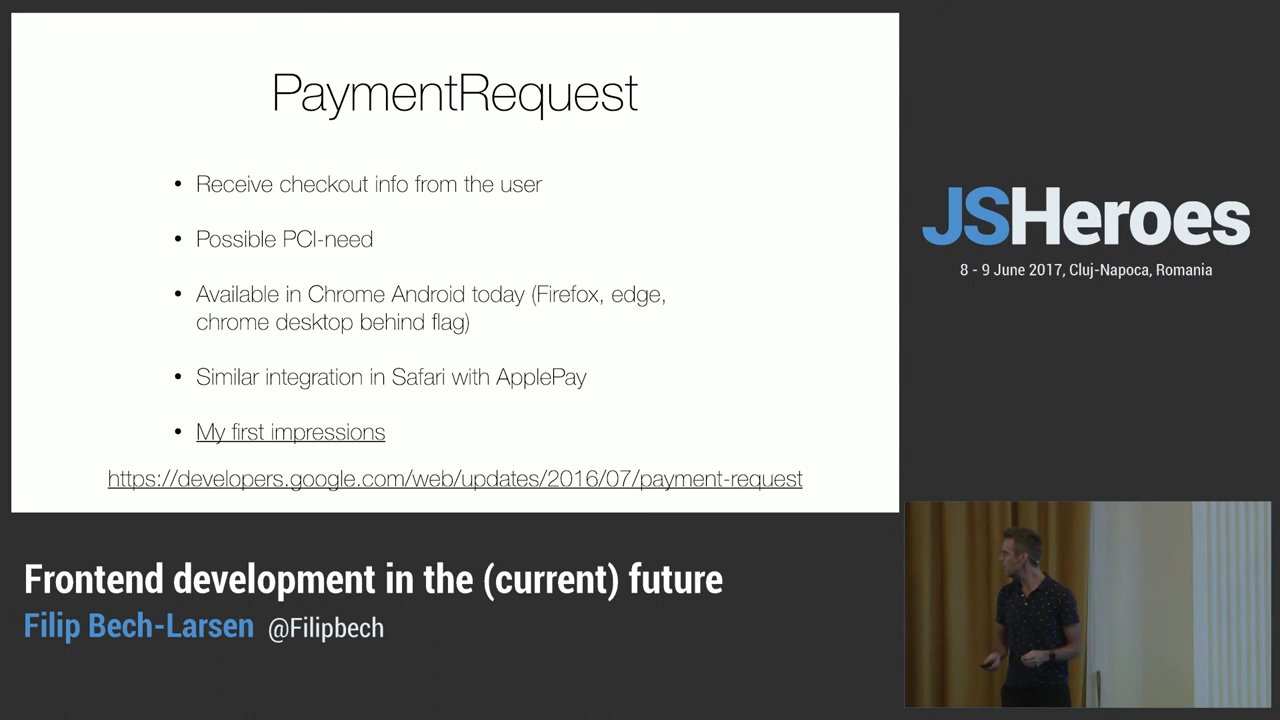 PaymentRequest
• Receive checkout info from the user
• Possible PCI-need
• Available in Chrome Android today (Firefox, edge,
chrome desktop behind flag)
• Similar integration in Safari with ApplePay
• My first impressions
https://developers.google.com/web/updates/2016/07/payment-request
JSHeroes
8 - 9 June 2017, Cluj-Napoca, Romania
Frontend development in the (current) future
Filip Bech-Larsen @Filipbech